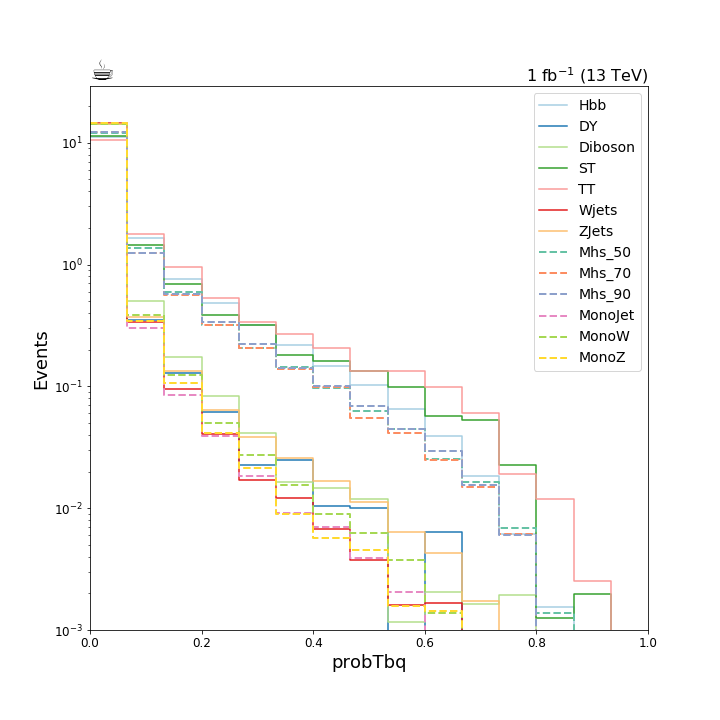 1 fb⁻¹ (13 TeV)
Hbb
DY
Diboson
ST
TT
Wjets
ZJets
Mhs_50
Mhs_70
Mhs_90
MonoJet
MonoW
MonoZ
Events
10¹
10⁰
10⁻¹
10⁻²
10⁻³
0.0 0.2 0.4 0.6 0.8 1.0
probTbq